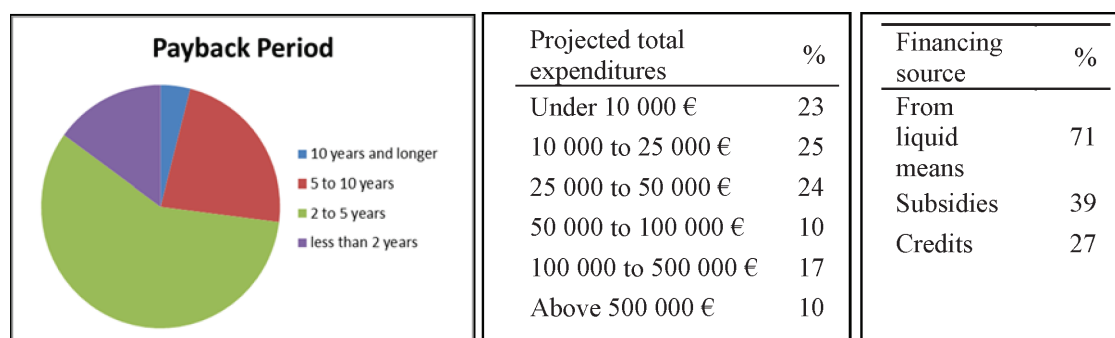 Payback Period
10 years and longer
5 to 10 years
2 to 5 years
less than 2 years
Projected total
expenditures %
Under 10 000 € 23
10 000 to 25 000 € 25
25 000 to 50 000 € 24
50 000 to 100 000 € 10
100 000 to 500 000 € 17
Above 500 000 € 10
Financing
source %
From
liquid 71
means
Subsidies 39
Credits 27